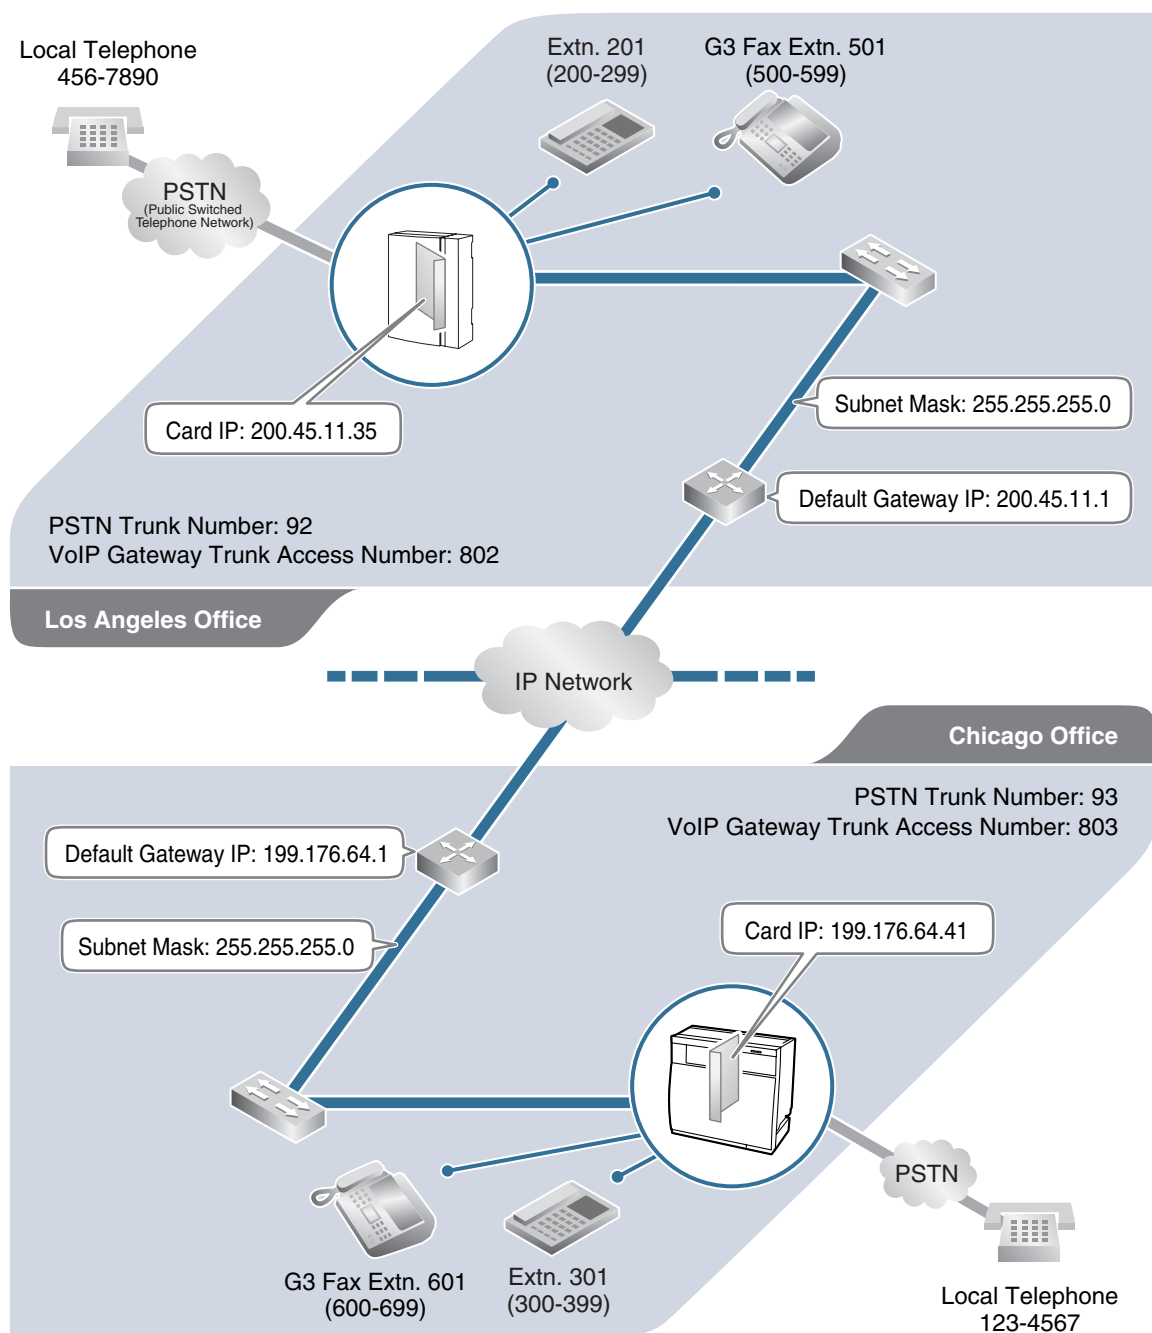 Local Telephone
456-7890
Extn. 201
(200-299)
G3 Fax Extn. 501
(500-599)
PSTN
(Public Switched
Telephone Network)
Card IP: 200.45.11.35
Subnet Mask: 255.255.255.0
Default Gateway IP: 200.45.11.1
PSTN Trunk Number: 92
VoIP Gateway Trunk Access Number: 802
Los Angeles Office
IP Network
Chicago Office
PSTN Trunk Number: 93
VoIP Gateway Trunk Access Number: 803
Default Gateway IP: 199.176.64.1
Subnet Mask: 255.255.255.0
Card IP: 199.176.64.41
PSTN
G3 Fax Extn. 601
(600-699)
Extn. 301
(300-399)
Local Telephone
123-4567